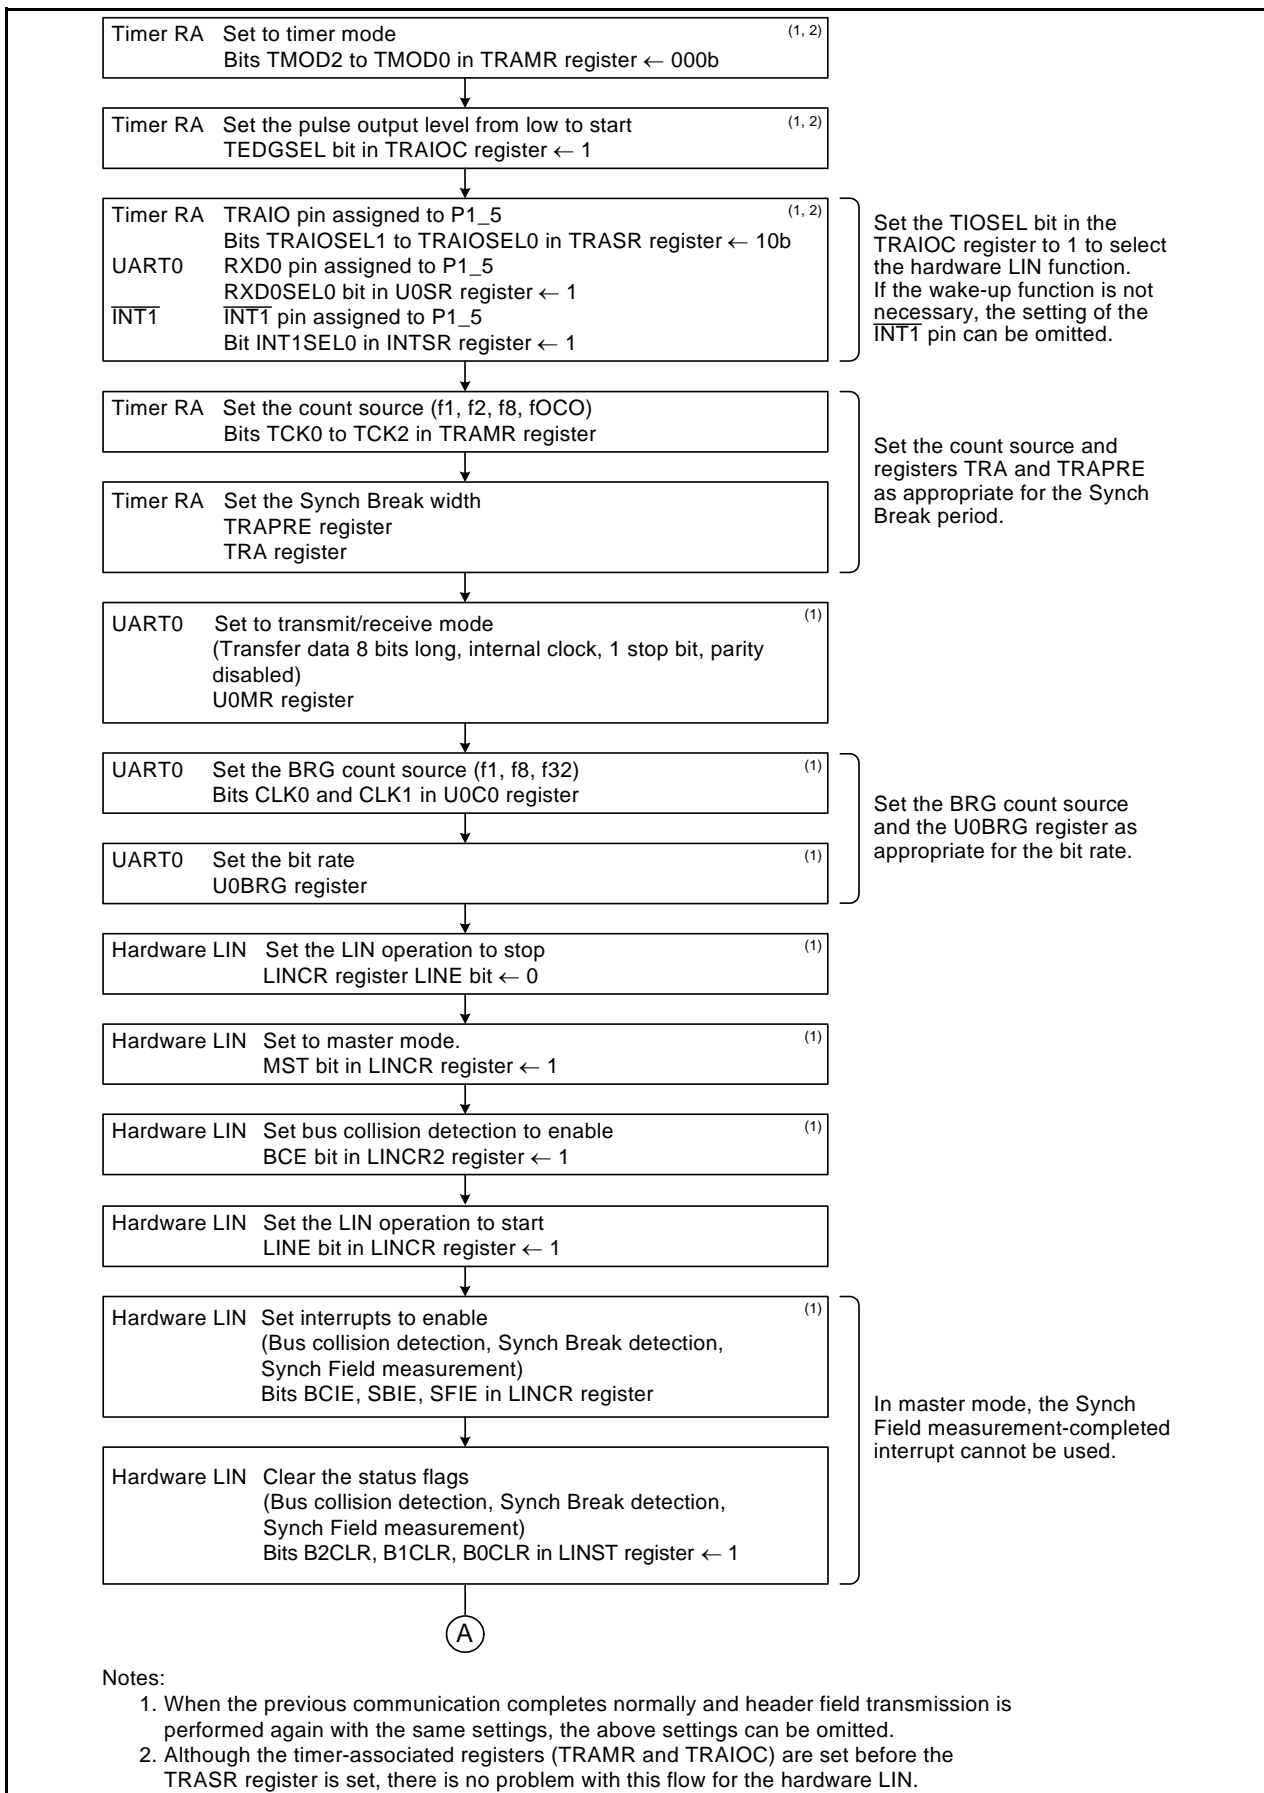 Timer RA Set to timer mode (1, 2)
Bits TMOD2 to TMOD0 in TRAMR register ← 000b
Timer RA Set the pulse output level from low to start (1, 2)
TEDGSEL bit in TRAIOC register ← 1
Timer RA TRAIO pin assigned to P1_5 (1, 2)
Bits TRAIOSEL1 to TRAIOSEL0 in TRASR register ← 10b
UART0 RXD0 pin assigned to P1_5
RXD0SEL0 bit in U0SR register ← 1
INT1 INT1 pin assigned to P1_5
Bit INT1SEL0 in INTSR register ← 1
Set the TIOSEL bit in the
TRAIOC register to 1 to select
the hardware LIN function.
If the wake-up function is not
necessary, the setting of the
INT1 pin can be omitted.
Timer RA Set the count source (f1, f2, f8, fOCO)
Bits TCK0 to TCK2 in TRAMR register
Timer RA Set the Synch Break width
TRAPRE register
TRA register
Set the count source and
registers TRA and TRAPRE
as appropriate for the Synch
Break period.
UART0 Set to transmit/receive mode (1)
(Transfer data 8 bits long, internal clock, 1 stop bit, parity
disabled)
U0MR register
UART0 Set the BRG count source (f1, f8, f32) (1)
Bits CLK0 and CLK1 in U0C0 register
UART0 Set the bit rate (1)
U0BRG register
Set the BRG count source
and the U0BRG register as
appropriate for the bit rate.
Hardware LIN Set the LIN operation to stop (1)
LINCR register LINE bit ← 0
Hardware LIN Set to master mode. (1)
MST bit in LINCR register ← 1
Hardware LIN Set bus collision detection to enable (1)
BCE bit in LINCR2 register ← 1
Hardware LIN Set the LIN operation to start
LINE bit in LINCR register ← 1
Hardware LIN Set interrupts to enable (1)
(Bus collision detection, Synch Break detection,
Synch Field measurement)
Bits BCIE, SBIE, SFIE in LINCR register
Hardware LIN Clear the status flags
(Bus collision detection, Synch Break detection,
Synch Field measurement)
Bits B2CLR, B1CLR, B0CLR in LINST register ← 1
In master mode, the Synch
Field measurement-completed
interrupt cannot be used.
A
Notes:
1. When the previous communication completes normally and header field transmission is
performed again with the same settings, the above settings can be omitted.
2. Although the timer-associated registers (TRAMR and TRAIOC) are set before the
TRASR register is set, there is no problem with this flow for the hardware LIN.